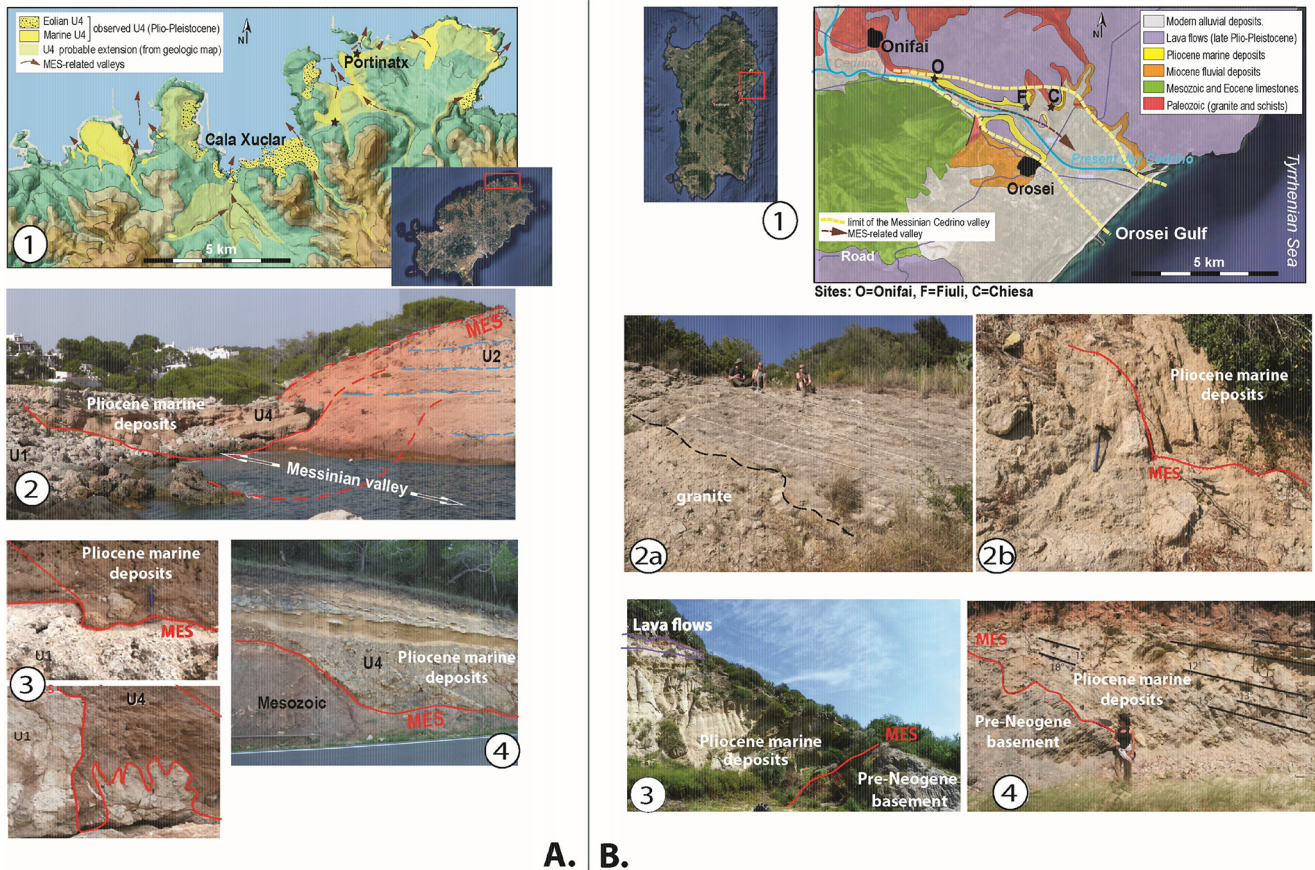 Eolian U4
Marine U4
observed U4 (Plio-Pleistocene)
U4 probable extension (from geologic map)
MES-related valleys
N
Portinatx
Cala Xuclar
5 km
1
MES
U2
Pliocene marine
deposits
U4
U1
Messinian valley
2
Pliocene marine
deposits
MES
U1
3
U4
U1
U4
Pliocene marine
deposits
Mesozoic
MES
4
A.
1
N
Onifai
Cedrino
O
F
C
Modern alluvial deposits.
Lava flows (late Plio-Pleistocene)
Pliocene marine deposits
Miocene fluvial deposits
Mesozoic and Eocene limestones.
Paleozoic (granite and schists)
Present day Cedrino
Orosei
Tyrrhenian Sea
limit of the Messinian Cedrino valley
MES-related valley
Orosei Gulf
Road
5 km
Sites: O=Onifai, F=Fiuli, C=Chiesa
granite
2a
Pliocene marine
deposits
MES
2b
Lava flows
MES
Pliocene marine
deposits
Pre-Neogene
basement
3
MES
15°
18°
12°
Pliocene marine
deposits
Pre-Neogene
basement
4
B.